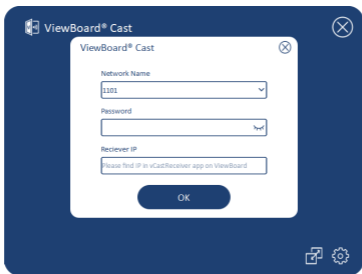 ViewBoard® Cast
ViewBoard® Cast
Network Name
1101
Password
Reciever IP
Please find IP in vCastReceiver app on ViewBoard
OK